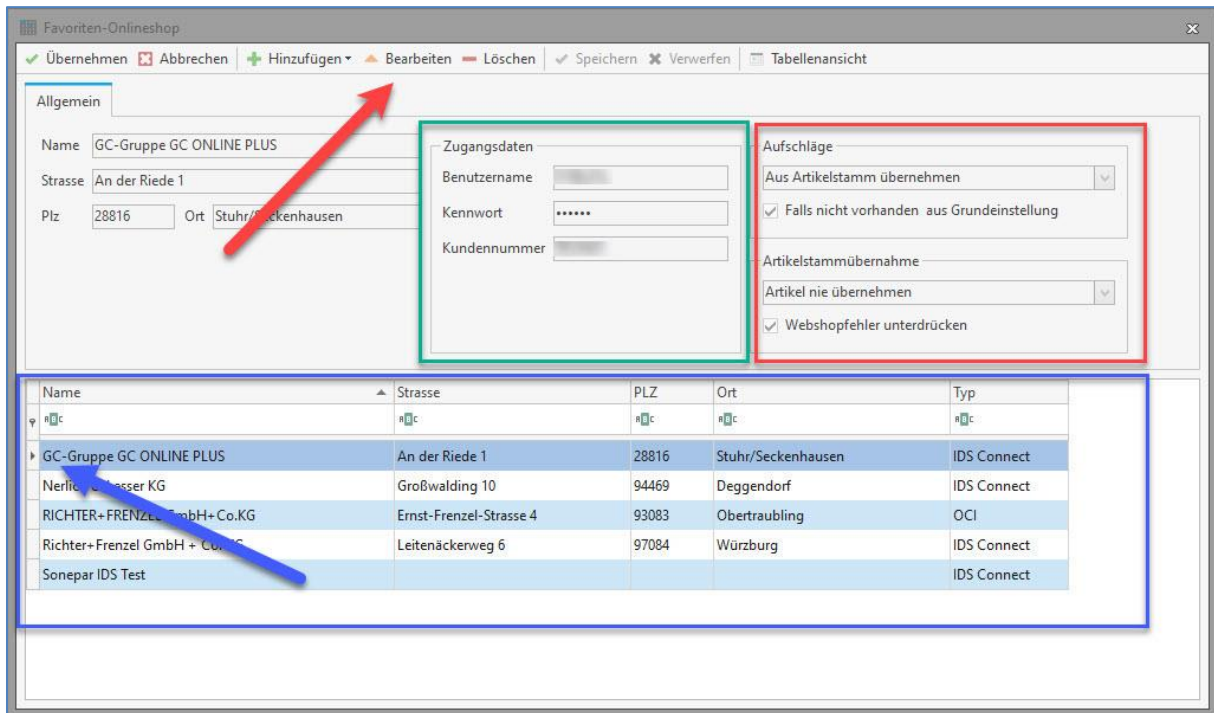 Favoriten-Onlineshop
Übernehmen Abbrechen Hinzufügen Bearbeiten Löschen Speichern Verwerfen Tabellenansicht
Allgemein
Name GC-Gruppe GC ONLINE PLUS
Strasse An der Riede 1
Plz 28816 Ort Stuhr/Seckenhausen
Zugangsdaten
Benutzername
Kennwort ••••••
Kundennummer
Aufschläge
Aus Artikelstamm übernehmen
Falls nicht vorhanden aus Grundeinstellung
Artikelstammübernahme
Artikel nie übernehmen
Webshopfehler unterdrücken
Name Strasse PLZ Ort Typ
GC-Gruppe GC ONLINE PLUS An der Riede 1 28816 Stuhr/Seckenhausen IDS Connect
KG Großwalding 10 94469 Deggendorf IDS Connect
RICHTER+FRENZEL GmbH+Co.KG Ernst-Frenzel-Strasse 4 93083 Obertraubling OCI
Richter+Frenzel GmbH + Leitenäckerweg 6 97084 Würzburg IDS Connect
Sonepar IDS Test IDS Connect